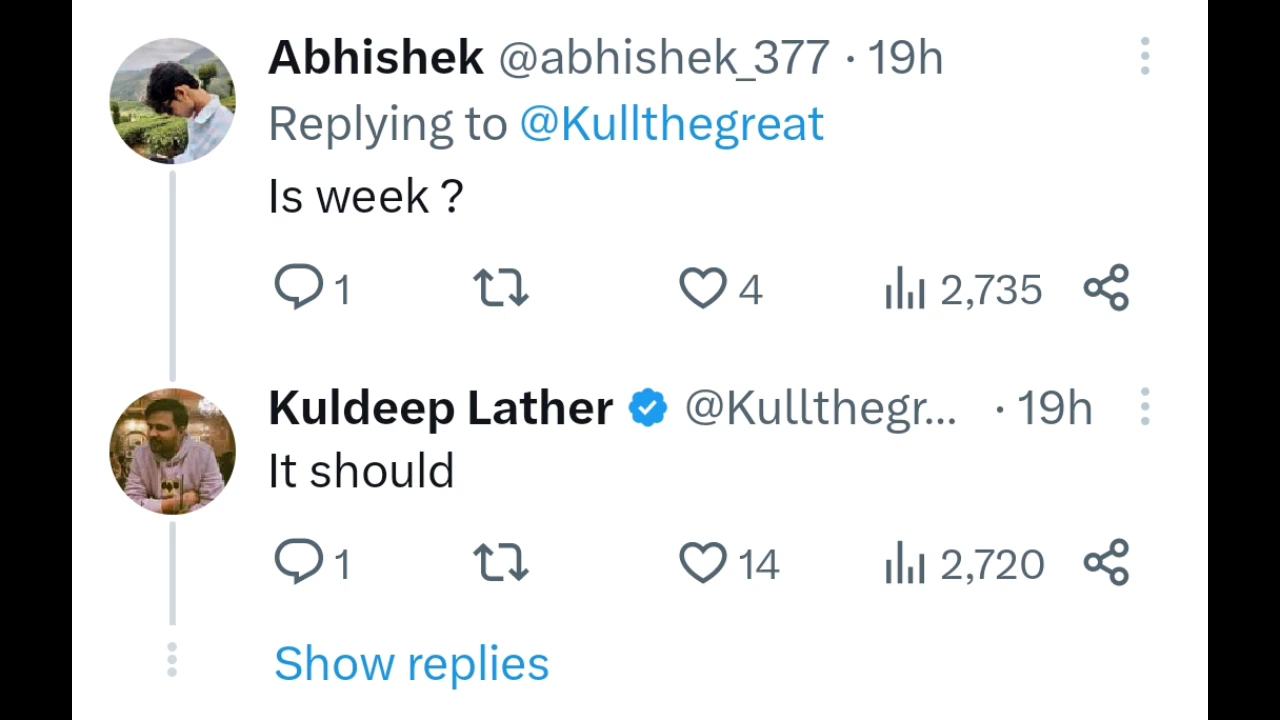 Abhishek @abhishek_377 · 19h
Replying to @Kullthegreat
Is week ?
1 4 2,735
Kuldeep Lather @Kullthegr... · 19h
It should
1 14 2,720
Show replies